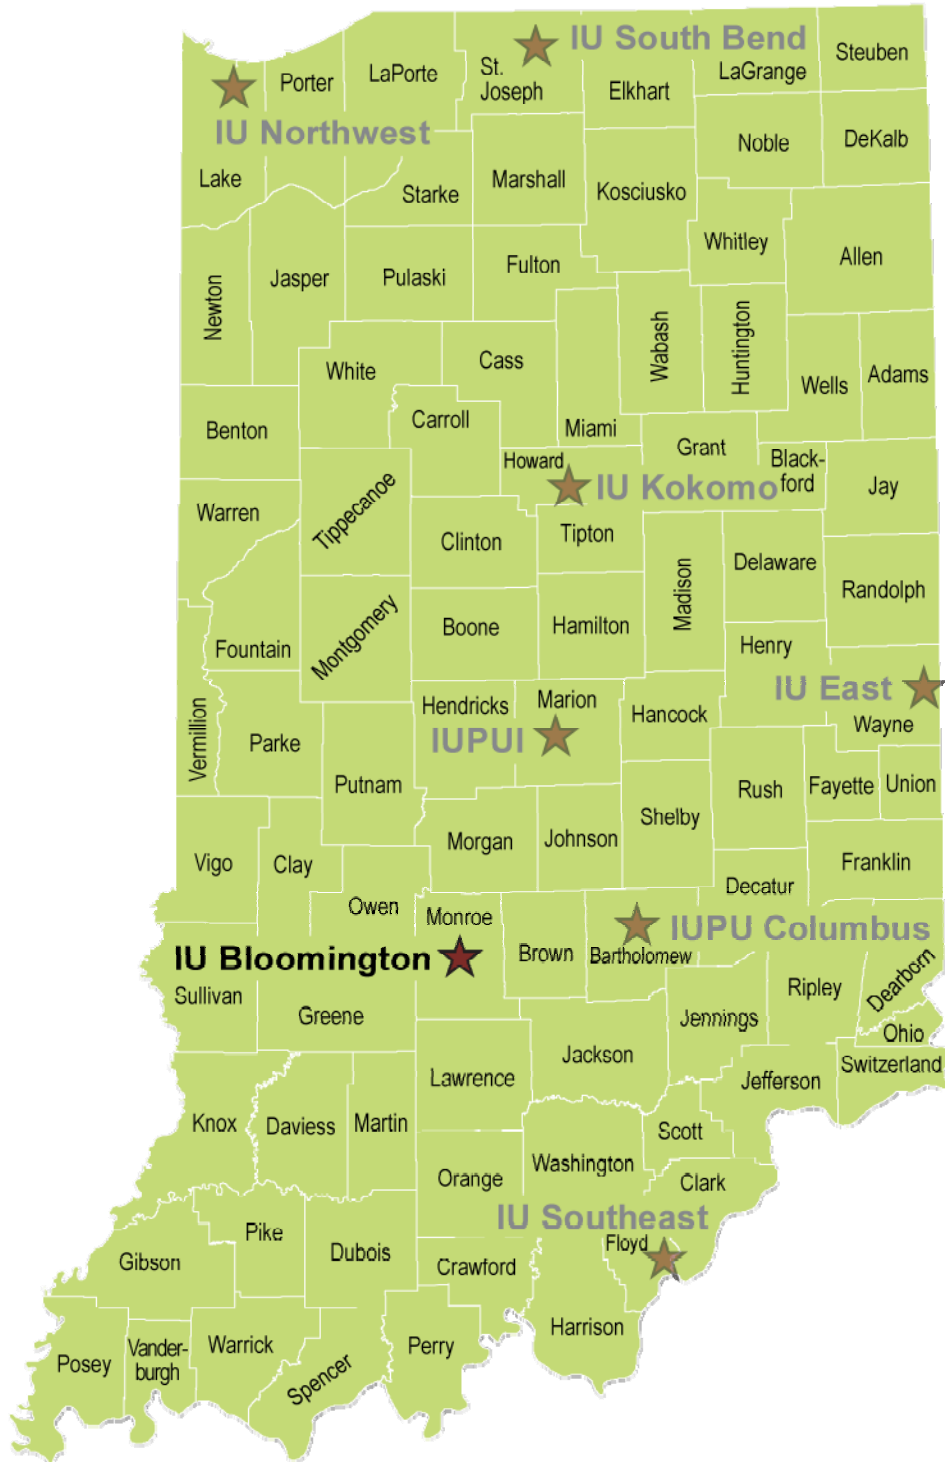 IU South Bend
Steuben
LaPorte
St.
Joseph
LaGrange
Porter
Elkhart
IU Northwest
Noble
DeKalb
Lake
Starke
Marshall
Kosciusko
Whitley
Allen
Newton
Jasper
Pulaski
Fulton
Wabash
Huntington
White
Cass
Wells
Adams
Benton
Carroll
Miami
Grant
Howard
Black-
ford
IU Kokomo
Jay
Warren
Tippecanoe
Clinton
Tipton
Delaware
Madison
Randolph
Fountain
Montgomery
Boone
Hamilton
Henry
IU East
Vermillion
Hendricks
Marion
Hancock
Wayne
IUPUI
Parke
Putnam
Rush
Fayette
Union
Shelby
Morgan
Johnson
Vigo
Clay
Franklin
Decatur
Owen
Monroe
IUPU Columbus
IU Bloomington
Brown
Bartholomew
Sullivan
Greene
Ripley
Dearborn
Jennings
Ohio
Jackson
Switzerland
Lawrence
Jefferson
Knox
Daviess
Martin
Scott
Washington
Orange
Clark
IU Southeast
Pike
Floyd
Gibson
Dubois
Crawford
Harrison
Posey
Vander-
burgh
Warrick
Spencer
Perry